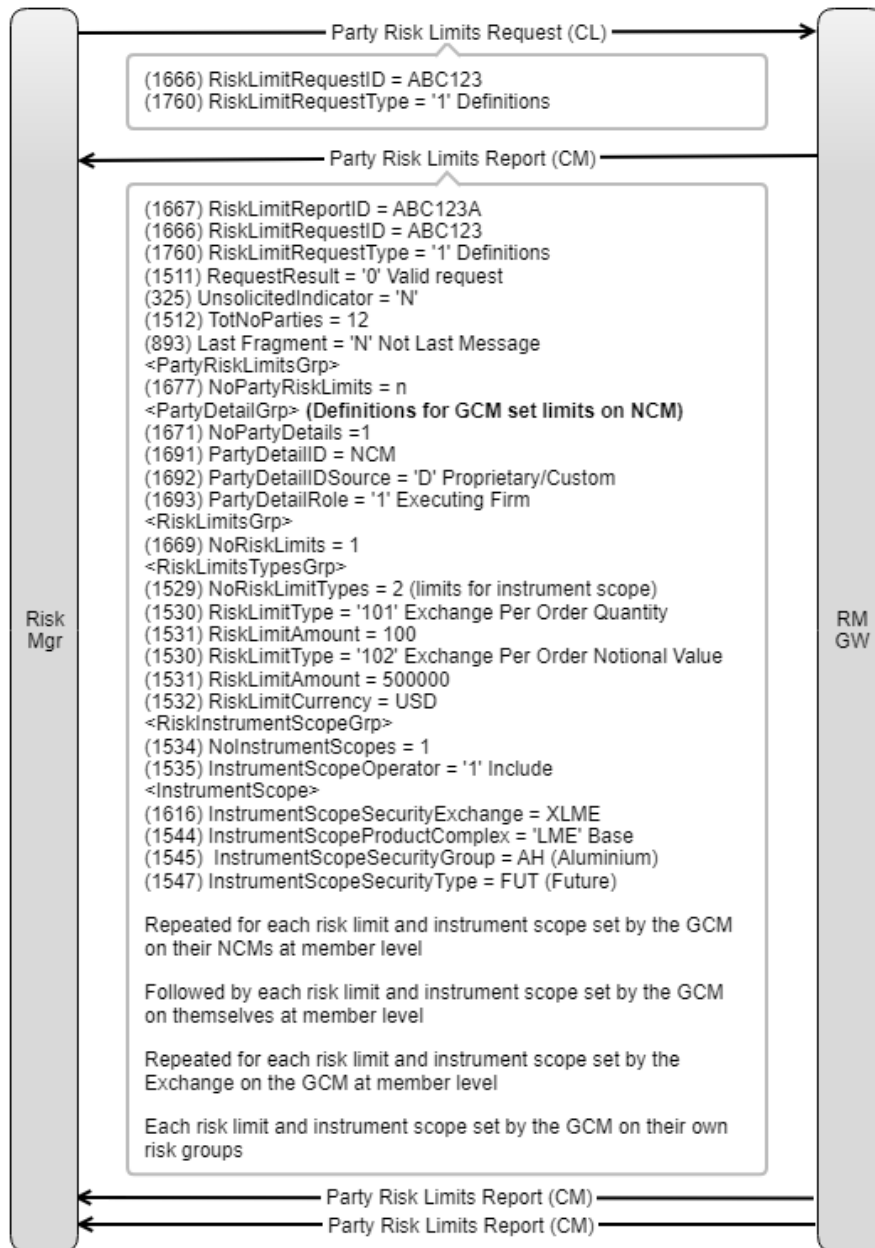 Party Risk Limits Request (CL)
(1666) RiskLimitRequestID = ABC123
(1760) RiskLimitRequestType = '1' Definitions
Party Risk Limits Report (CM)
(1667) RiskLimitReportID = ABC123A
(1666) RiskLimitRequestID = ABC123
(1760) RiskLimitRequestType = '1' Definitions
(1511) RequestResult = '0' Valid request
(325) UnsolicitedIndicator = 'N'
(1512) TotNoParties = 12
(893) Last Fragment = 'N' Not Last Message
<PartyRiskLimitsGrp>
(1677) NoPartyRiskLimits = n
<PartyDetailGrp> (Definitions for GCM set limits on NCM)
(1671) NoPartyDetails =1
(1691) PartyDetailID = NCM
(1692) PartyDetailIDSource = 'D' Proprietary/Custom
(1693) PartyDetailRole = '1' Executing Firm
<RiskLimitsGrp>
(1669) NoRiskLimits = 1
<RiskLimitsTypesGrp>
(1529) NoRiskLimitTypes = 2 (limits for instrument scope)
(1530) RiskLimitType = '101' Exchange Per Order Quantity
(1531) RiskLimitAmount = 100
(1530) RiskLimitType = '102' Exchange Per Order Notional Value
(1531) RiskLimitAmount = 500000
(1532) RiskLimitCurrency = USD
<RiskInstrumentScopeGrp>
(1534) NoInstrumentScopes = 1
(1535) InstrumentScopeOperator = '1' Include
<InstrumentScope>
(1616) InstrumentScopeSecurityExchange = XLME
(1544) InstrumentScopeProductComplex = 'LME' Base
(1545)  InstrumentScopeSecurityGroup = AH (Aluminium)
(1547) InstrumentScopeSecurityType = FUT (Future)
Repeated for each risk limit and instrument scope set by the GCM
on their NCMs at member level
Followed by each risk limit and instrument scope set by the GCM
on themselves at member level
Repeated for each risk limit and instrument scope set by the
Exchange on the GCM at member level
Each risk limit and instrument scope set by the GCM on their own
risk groups
Risk
Mgr
RM
GW
Party Risk Limits Report (CM)
Party Risk Limits Report (CM)